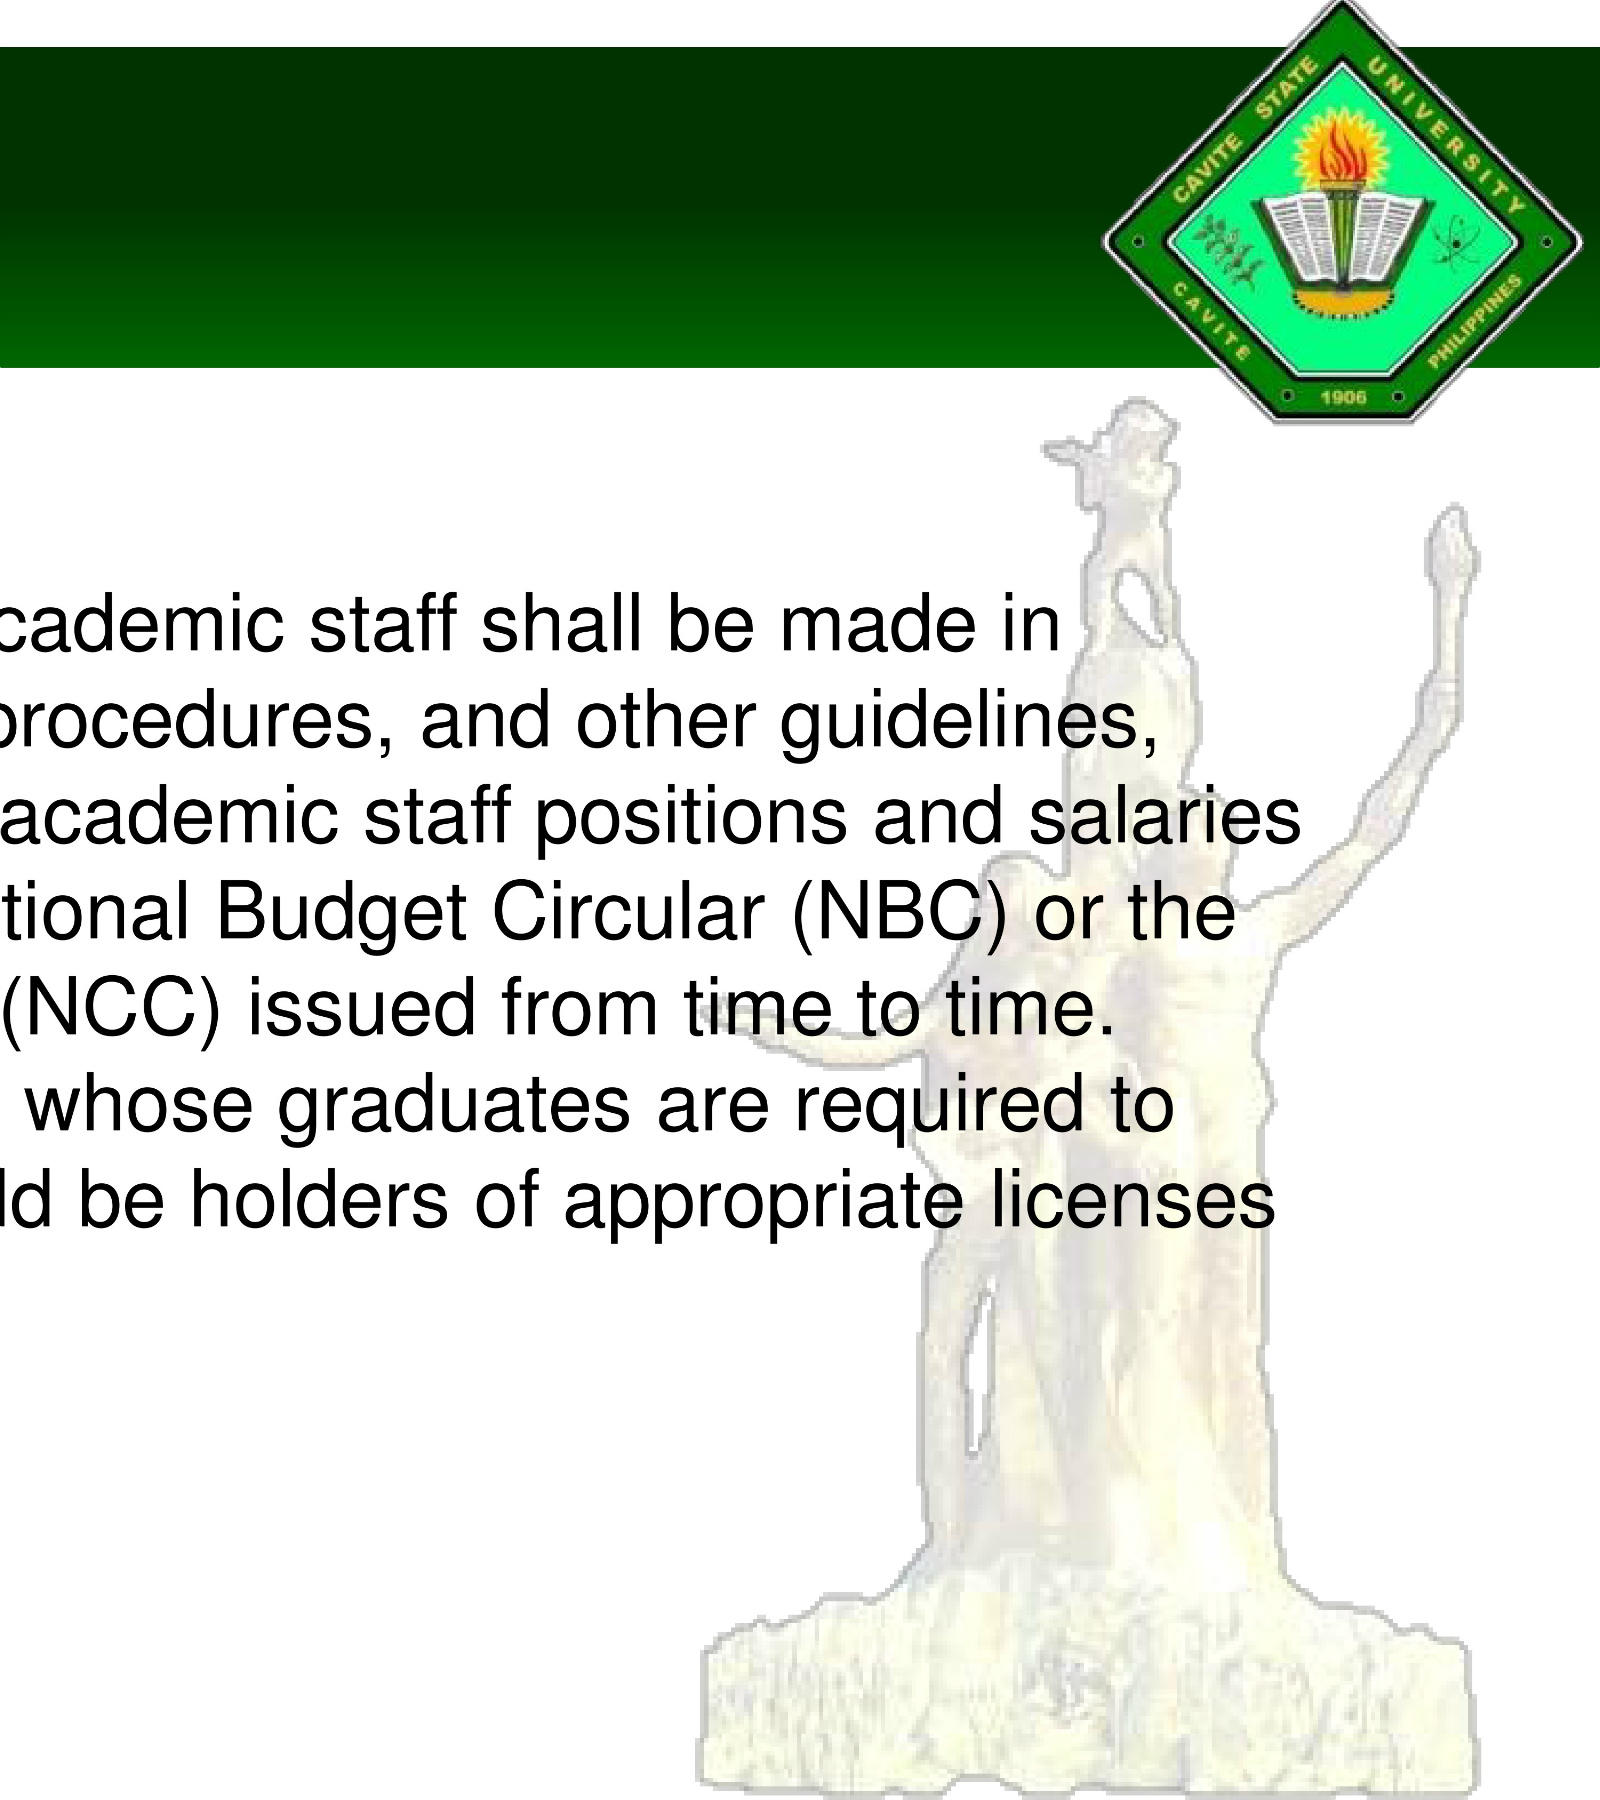 CAVITE STATE UNIVERSITY
CAVITE PHILIPPINES
1906
cademic staff shall be made in
procedures, and other guidelines,
academic staff positions and salaries
tional Budget Circular (NBC) or the
(NCC) issued from time to time.
whose graduates are required to
ld be holders of appropriate licenses